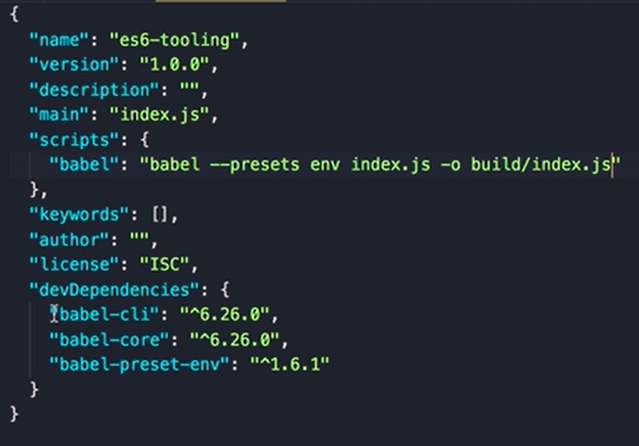 {
"name": "es6-tooling",
"version": "1.0.0",
"description": "",
"main": "index.js",
"scripts": {
"babel": "babel --presets env index.js -o build/index.js"
},
"keywords": [],
"author": "",
"license": "ISC",
"devDependencies": {
"babel-cli": "^6.26.0",
"babel-core": "^6.26.0",
"babel-preset-env": "^1.6.1"
}
}